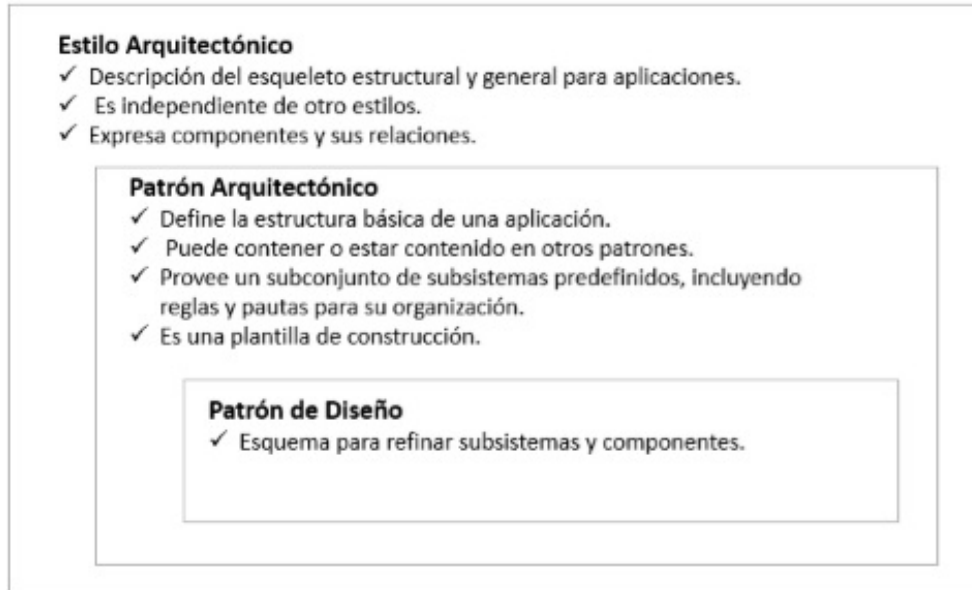 Estilo Arquitectónico
✓ Descripción del esqueleto estructural y general para aplicaciones.
✓ Es independiente de otro estilos.
✓ Expresa componentes y sus relaciones.
Patrón Arquitectónico
✓ Define la estructura básica de una aplicación.
✓ Puede contener o estar contenido en otros patrones.
✓ Provee un subconjunto de subsistemas predefinidos, incluyendo
reglas y pautas para su organización.
✓ Es una plantilla de construcción.
Patrón de Diseño
✓ Esquema para refinar subsistemas y componentes.